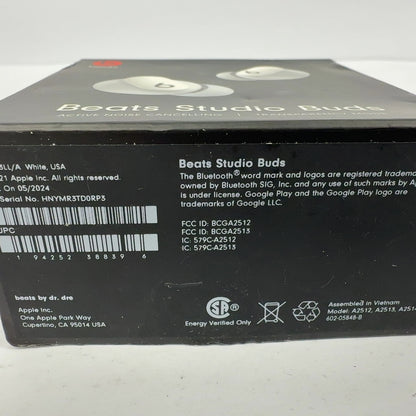 Beats Studio Buds
ACTIVE NOISE CANCELLING
3LL/A White, USA
21 Apple Inc. All rights reserved.
On 05/2024
Serial No. HNYMR3TD0RP3
UPC
1 94252 38839 6
beats by dr. dre
Apple Inc.
One Apple Park Way
Cupertino, CA 95014 USA
Beats Studio Buds
The Bluetooth® word mark and logos are registered trademarks
owned by Bluetooth SIG, Inc. and any use of such marks by Ap
is under license. Google Play and the Google Play logo are
trademarks of Google LLC.
FCC ID: BCGA2512
FCC ID: BCGA2513
IC: 579C-A2512
IC: 579C-A2513
Energy Verified Only
Assembled in Vietnam
Model: A2512, A2513, A2514
602-05848-B